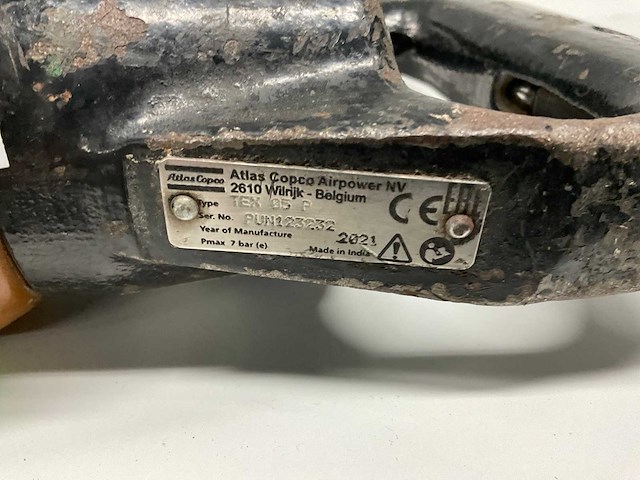 Atlas Copco
Atlas Copco Airpower NV
2610 Wilrijk - Belgium
Type TEX P
Ser. No. PUN123232
Year of Manufacture 2021
Pmax 7 bar (e) Made in India
CE EAC